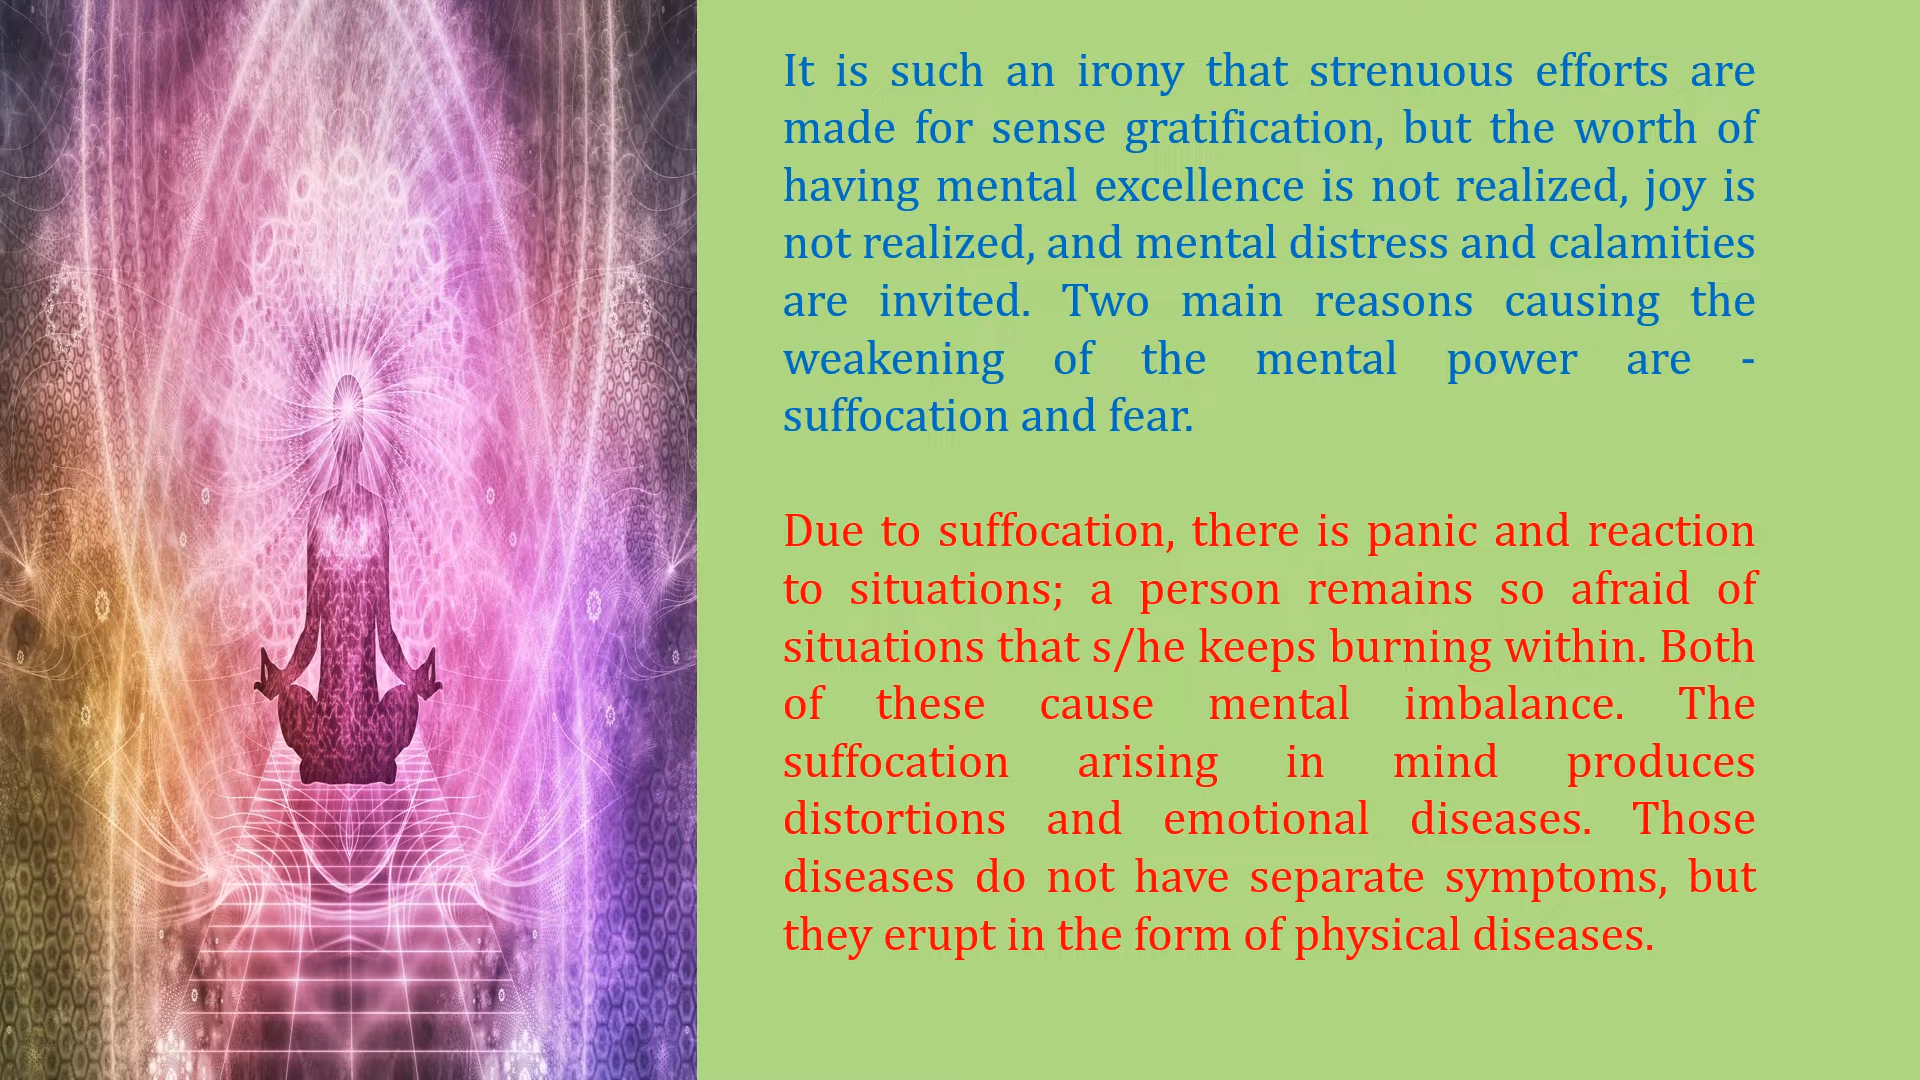 It is such an irony that strenuous efforts are
made for sense gratification, but the worth of
having mental excellence is not realized, joy is
not realized, and mental distress and calamities
are invited. Two main reasons causing the
weakening of the mental power are -
suffocation and fear.
Due to suffocation, there is panic and reaction
to situations; a person remains so afraid of
situations that s/he keeps burning within. Both
of these cause mental imbalance. The
suffocation arising in mind produces
distortions and emotional diseases. Those
diseases do not have separate symptoms, but
they erupt in the form of physical diseases.